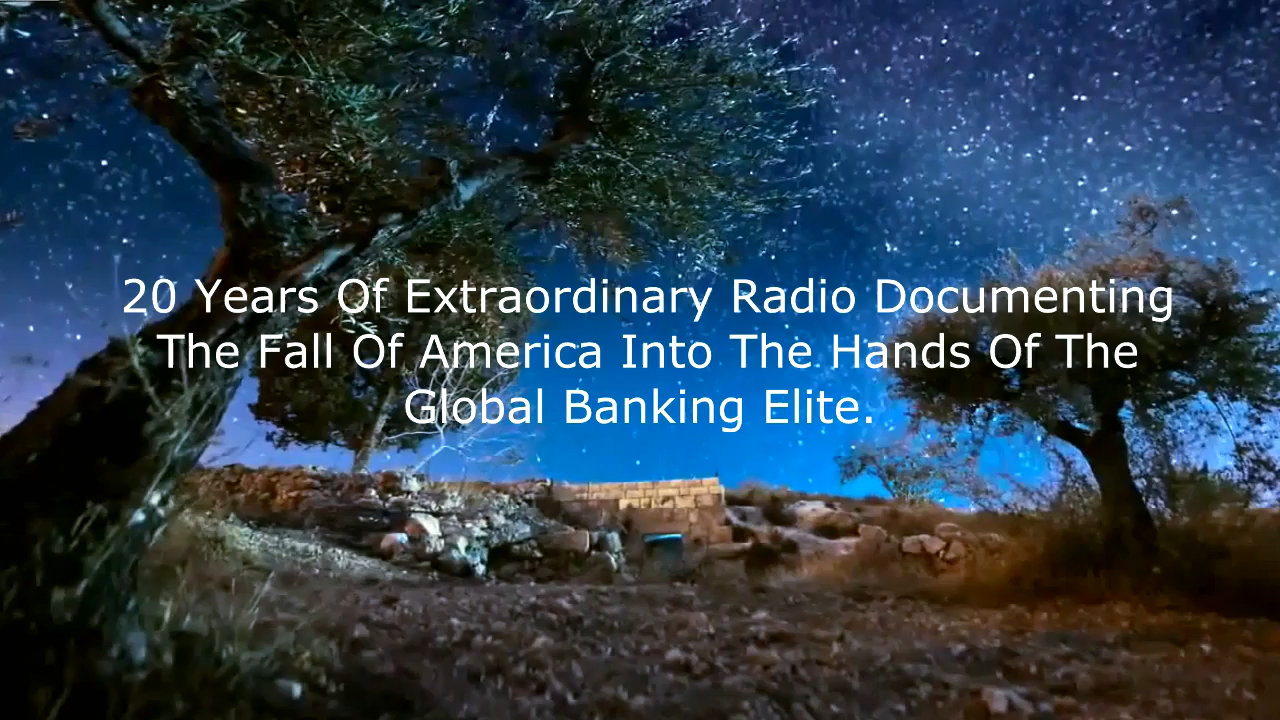 20 Years Of Extraordinary Radio Documenting
The Fall Of America Into The Hands Of The
Global Banking Elite.